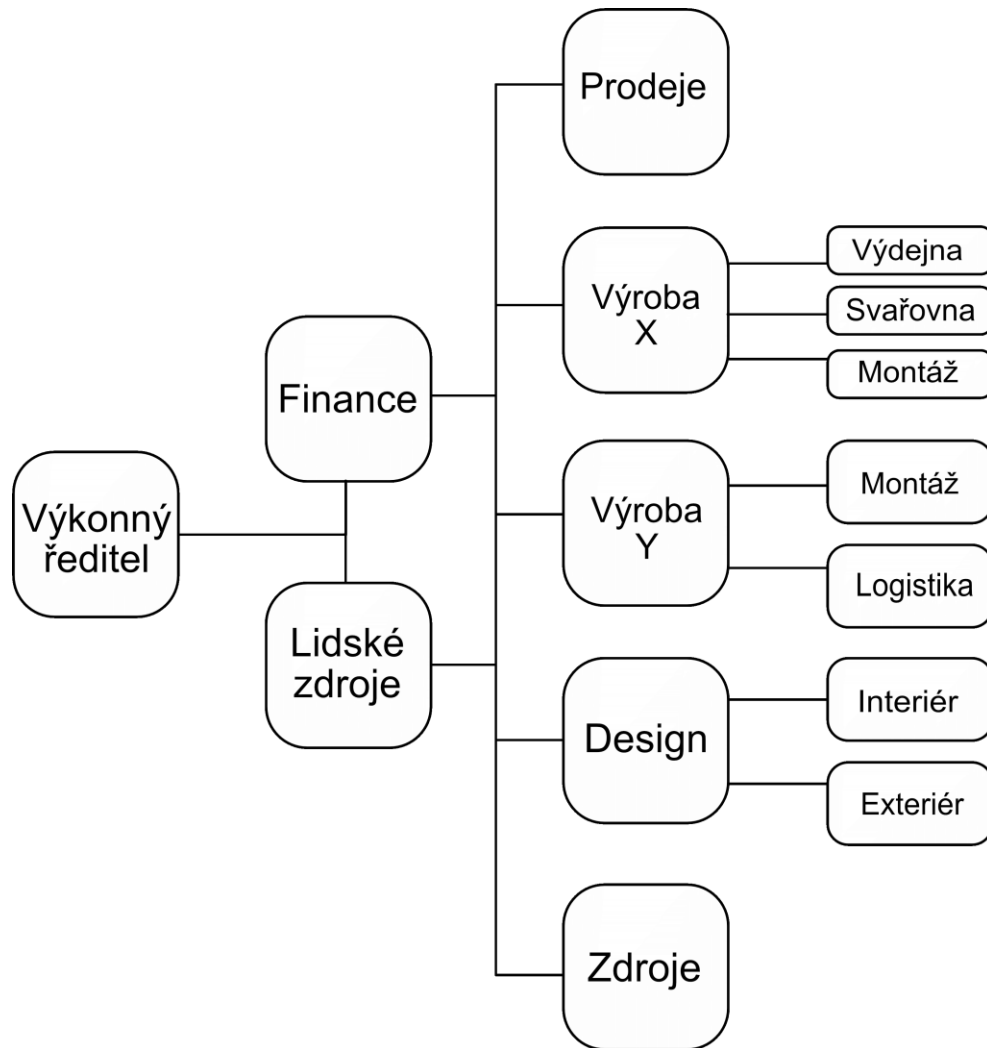 Prodeje
Výroba
X
Výdejna
Svařovna
Montáž
Finance
Výroba
Y
Montáž
Logistika
Výkonný
ředitel
Lidské
zdroje
Design
Interiér
Exteriér
Zdroje